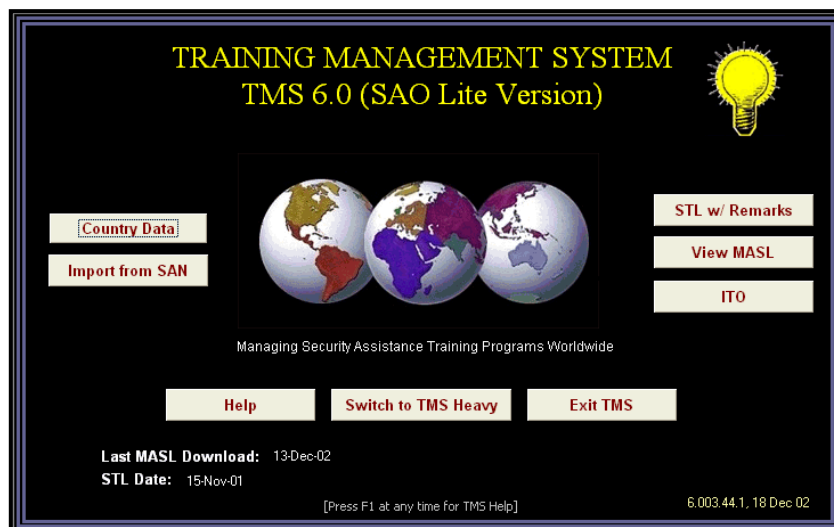 TRAINING MANAGEMENT SYSTEM
TMS 6.0 (SAO Lite Version)
Country Data
Import from SAN
STL w/ Remarks
View MASL
ITO
Managing Security Assistance Training Programs Worldwide
Help
Switch to TMS Heavy
Exit TMS
Last MASL Download: 13-Dec-02
STL Date: 15-Nov-01
[Press F1 at any time for TMS Help]
6.003.44.1, 18 Dec 02